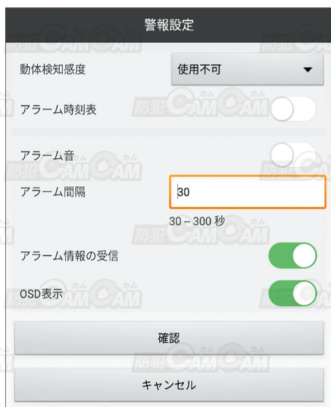 警報設定
動体検知感度 使用不可
アラーム時刻表
アラーム音
アラーム間隔 30
30 – 300 秒
アラーム情報の受信
OSD表示
確認
キャンセル